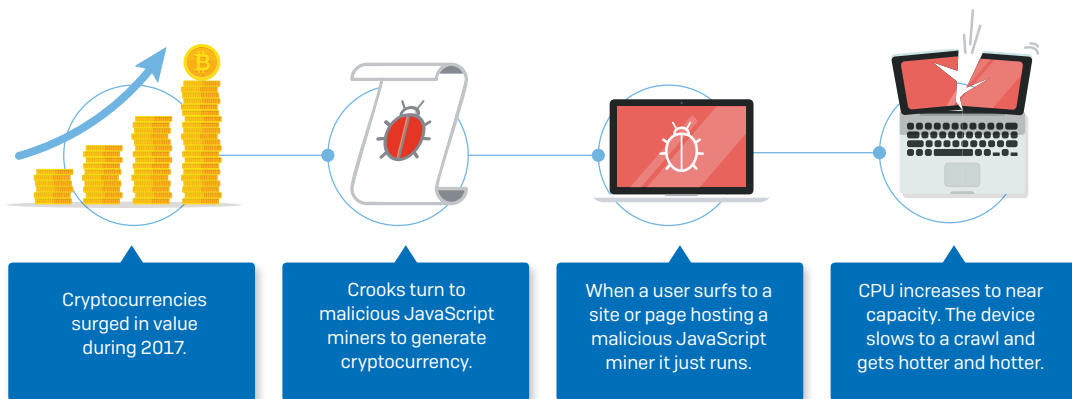 Cryptocurrencies
surged in value
during 2017.
Crooks turn to
malicious JavaScript
miners to generate
cryptocurrency.
When a user surfs to a
site or page hosting a
malicious JavaScript
miner it just runs.
CPU increases to near
capacity. The device
slows to a crawl and
gets hotter and hotter.